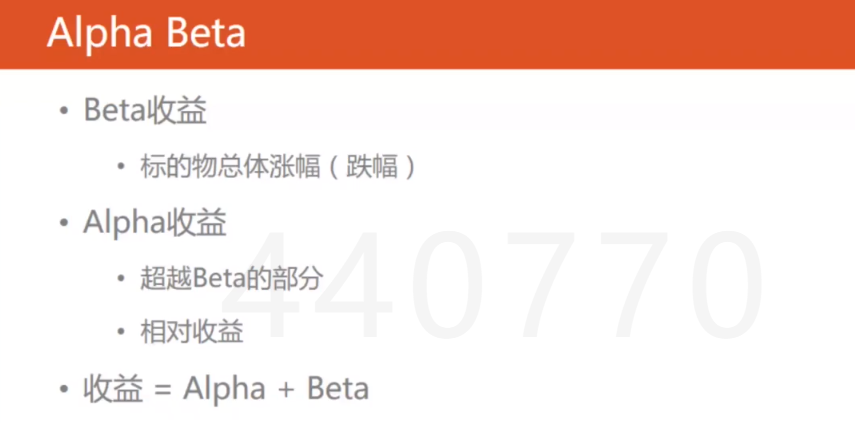 Alpha Beta
• Beta收益
• 标的物总体涨幅（跌幅）
• Alpha收益
• 超越Beta的部分
• 相对收益
• 收益 = Alpha + Beta
440770